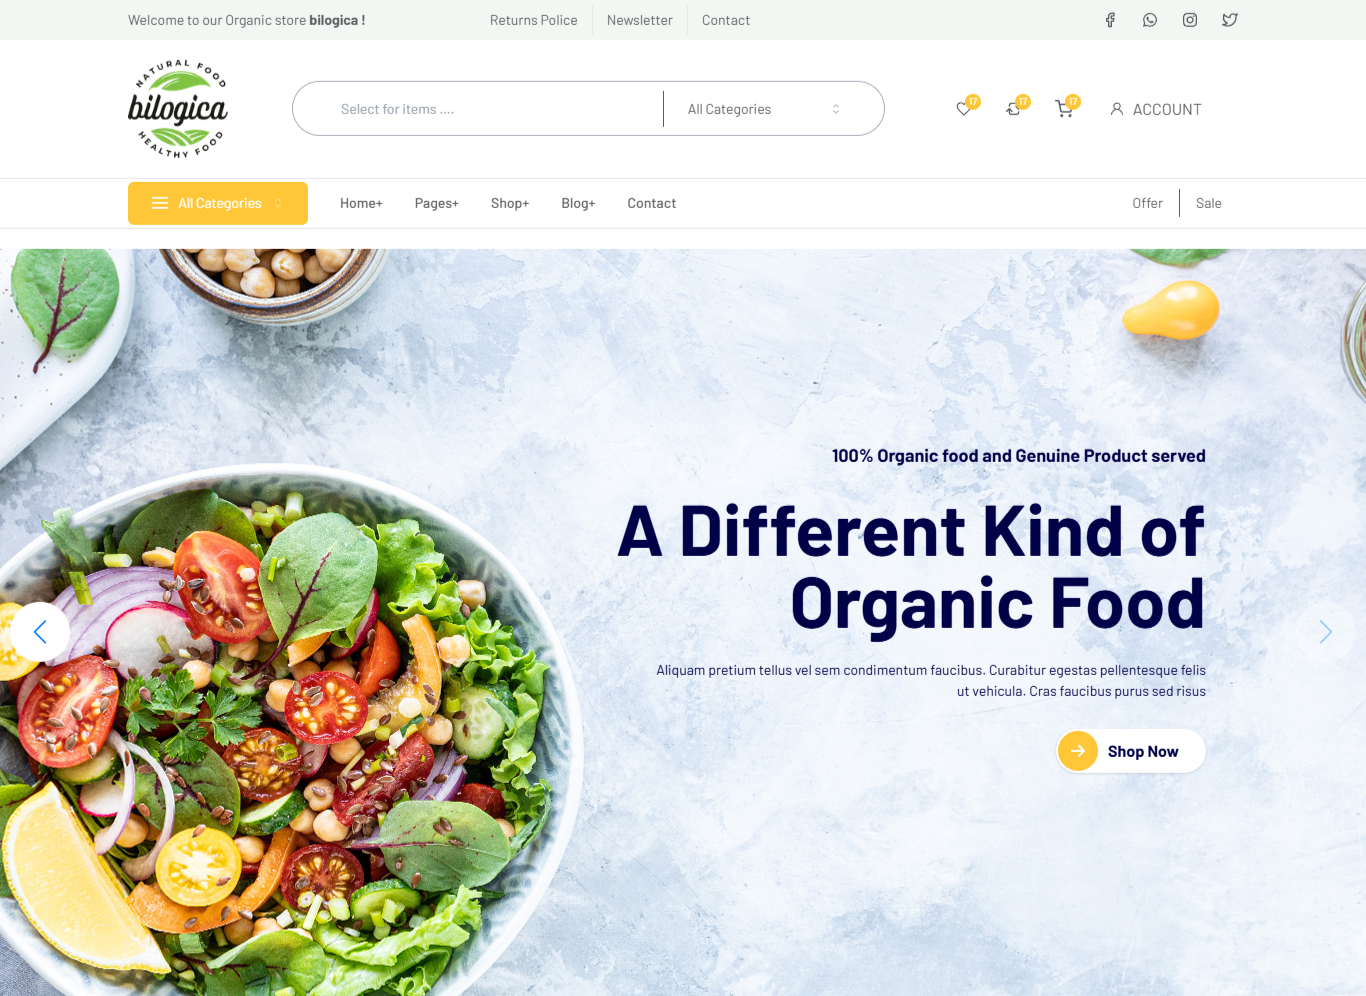 Welcome to our Organic store bilogica !
Returns Police
Newsletter
Contact
NATURAL FOOD
bilogica
HEALTHY FOOD
Select for items ....
All Categories
17
17
17
ACCOUNT
All Categories
Home+
Pages+
Shop+
Blog+
Contact
Offer
Sale
100% Organic food and Genuine Product served
A Different Kind of
Organic Food
Aliquam pretium tellus vel sem condimentum faucibus. Curabitur egestas pellentesque felis
ut vehicula. Cras faucibus purus sed risus
Shop Now